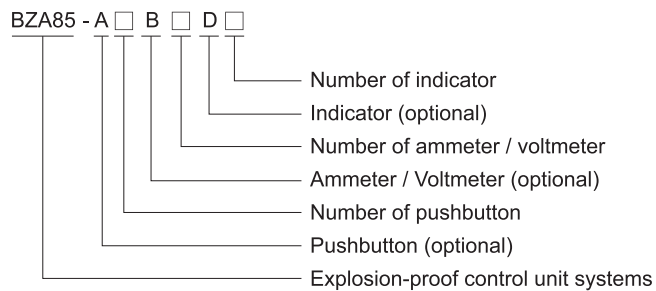 BZA85 - A □ B □ D □
Number of indicator
Indicator (optional)
Number of ammeter / voltmeter
Ammeter / Voltmeter (optional)
Number of pushbutton
Pushbutton (optional)
Explosion-proof control unit systems